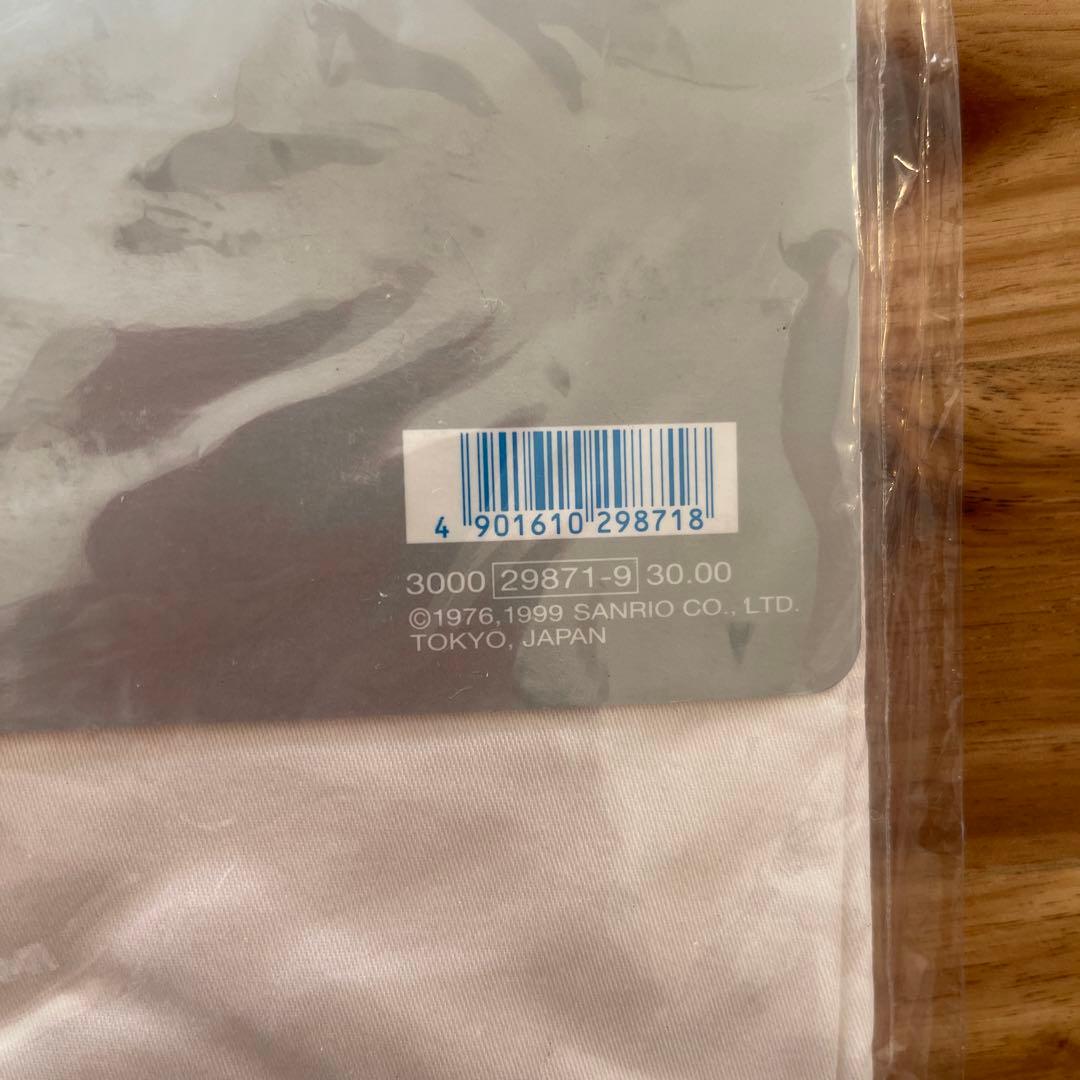 4 901610 298718
3000 29871-9 30.00
©1976,1999 SANRIO CO., LTD.
TOKYO, JAPAN